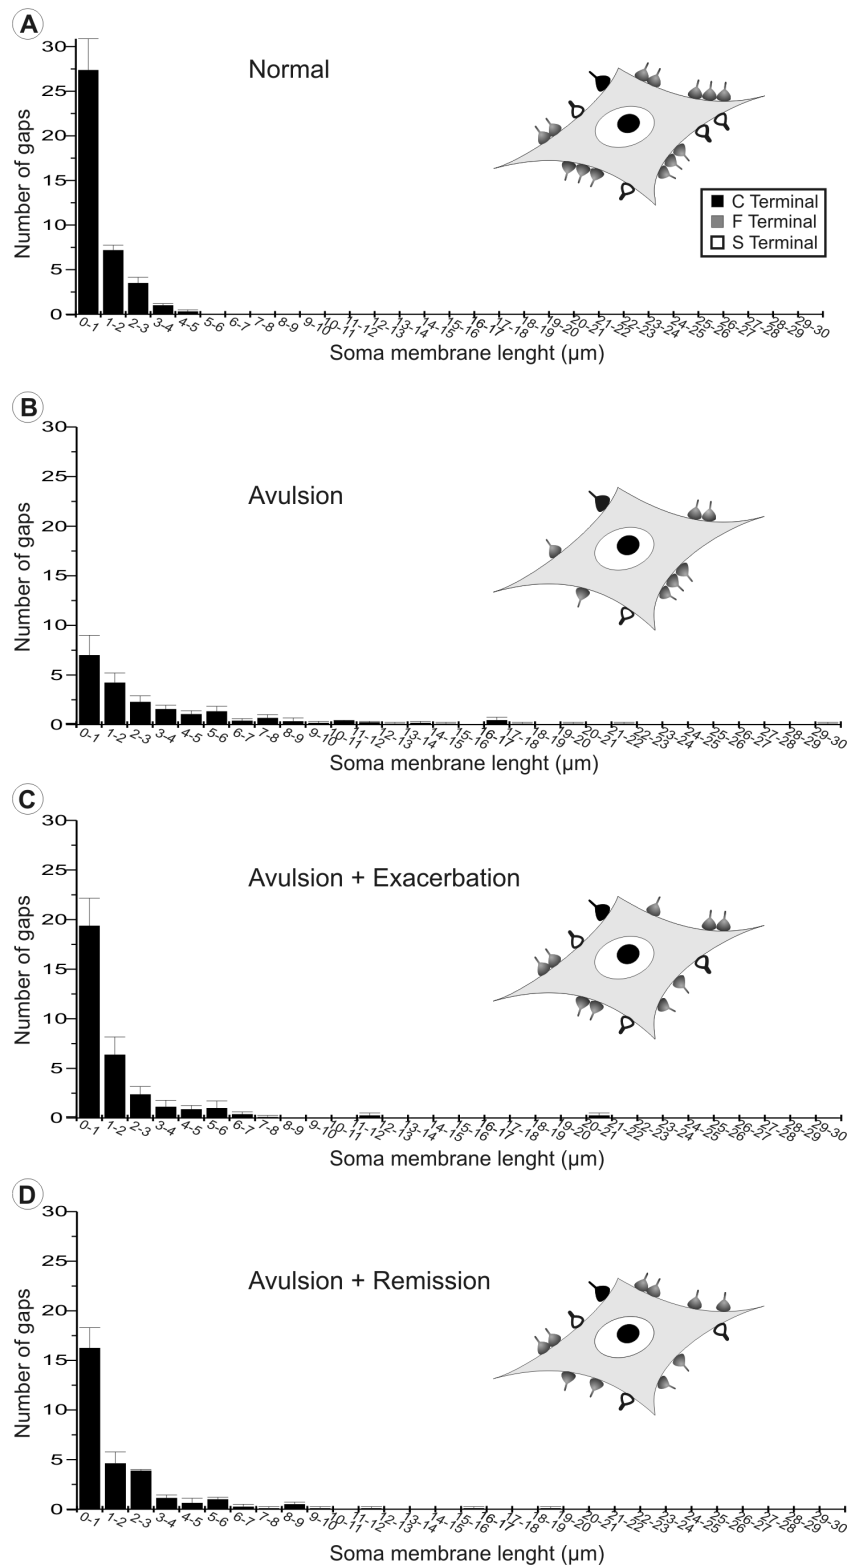 A
Normal
Number of gaps
30
25
20
15
10
5
0
0-1 1-2 2-3 3-4 4-5 5-6 6-7 7-8 8-9 9-10 10-11 11-12 12-13 13-14 14-15 15-16 16-17 17-18 18-19 19-20 20-21 21-22 22-23 23-24 24-25 25-26 26-27 27-28 28-29 29-30
Soma membrane lenght (μm)
C Terminal
F Terminal
S Terminal
B
Avulsion
Number of gaps
30
25
20
15
10
5
0
0-1 1-2 2-3 3-4 4-5 5-6 6-7 7-8 8-9 9-10 10-11 11-12 12-13 13-14 14-15 15-16 16-17 17-18 18-19 19-20 20-21 21-22 22-23 23-24 24-25 25-26 26-27 27-28 28-29 29-30
Soma menbrane lenght (μm)
C
Avulsion + Exacerbation
Number of gaps
30
25
20
15
10
5
0
0-1 1-2 2-3 3-4 4-5 5-6 6-7 7-8 8-9 9-10 10-11 11-12 12-13 13-14 14-15 15-16 16-17 17-18 18-19 19-20 20-21 21-22 22-23 23-24 24-25 25-26 26-27 27-28 28-29 29-30
Soma membrane lenght (μm)
D
Avulsion + Remission
Number of gaps
30
25
20
15
10
5
0
0-1 1-2 2-3 3-4 4-5 5-6 6-7 7-8 8-9 9-10 10-11 11-12 12-13 13-14 14-15 15-16 16-17 17-18 18-19 19-20 20-21 21-22 22-23 23-24 24-25 25-26 26-27 27-28 28-29 29-30
Soma membrane lenght (μm)